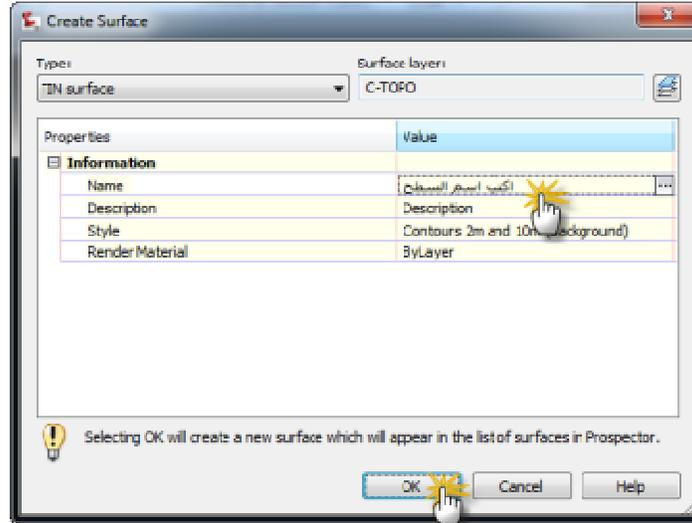 Create Surface
Type:
Surface layer:
TIN surface
C-TOPO
Properties
Value
Information
Name
اكتب اسم السطح
Description
Description
Style
Contours 2m and 10m (Background)
Render Material
ByLayer
Selecting OK will create a new surface which will appear in the list of surfaces in Prospector.
OK
Cancel
Help